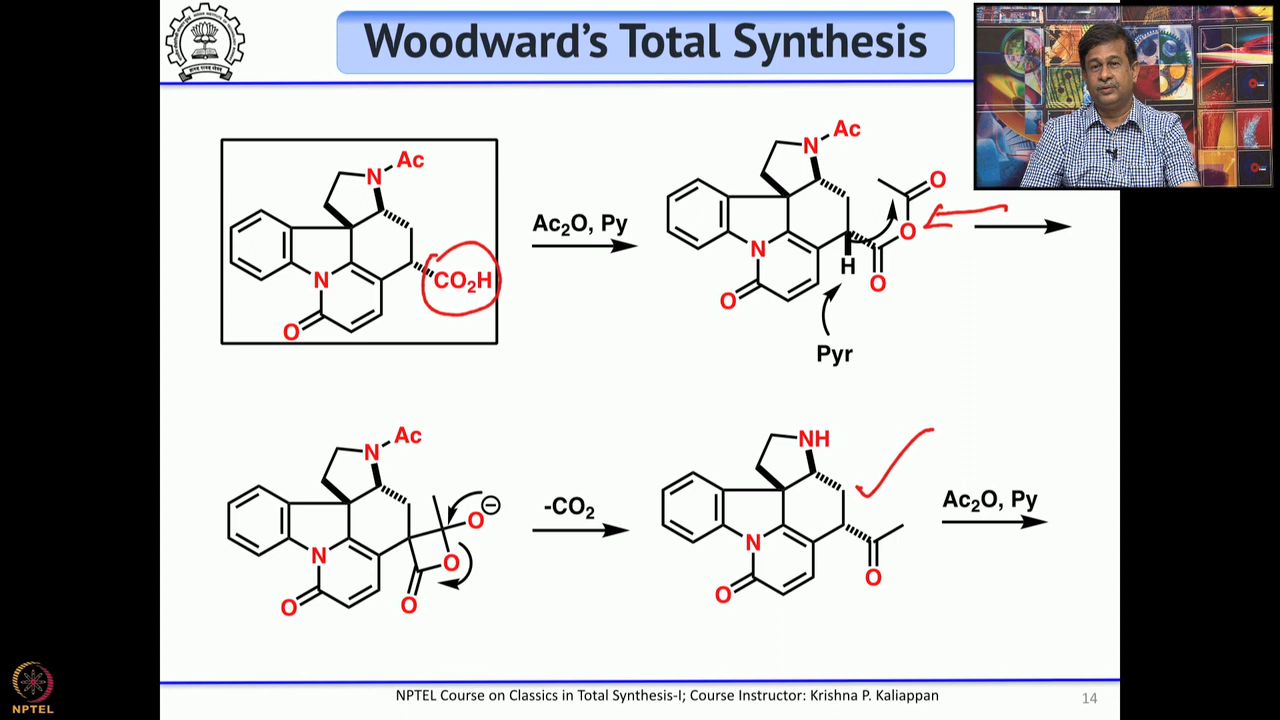 Woodward's Total Synthesis
Ac
N
N
CO2H
O
Ac2O, Py
Ac
N
N
O
O
O
H
O
Pyr
Ac
N
N
O
O
O
O
⊖
-CO2
NH
N
O
O
Ac2O, Py
NPTEL
NPTEL Course on Classics in Total Synthesis-I; Course Instructor: Krishna P. Kaliappan
14